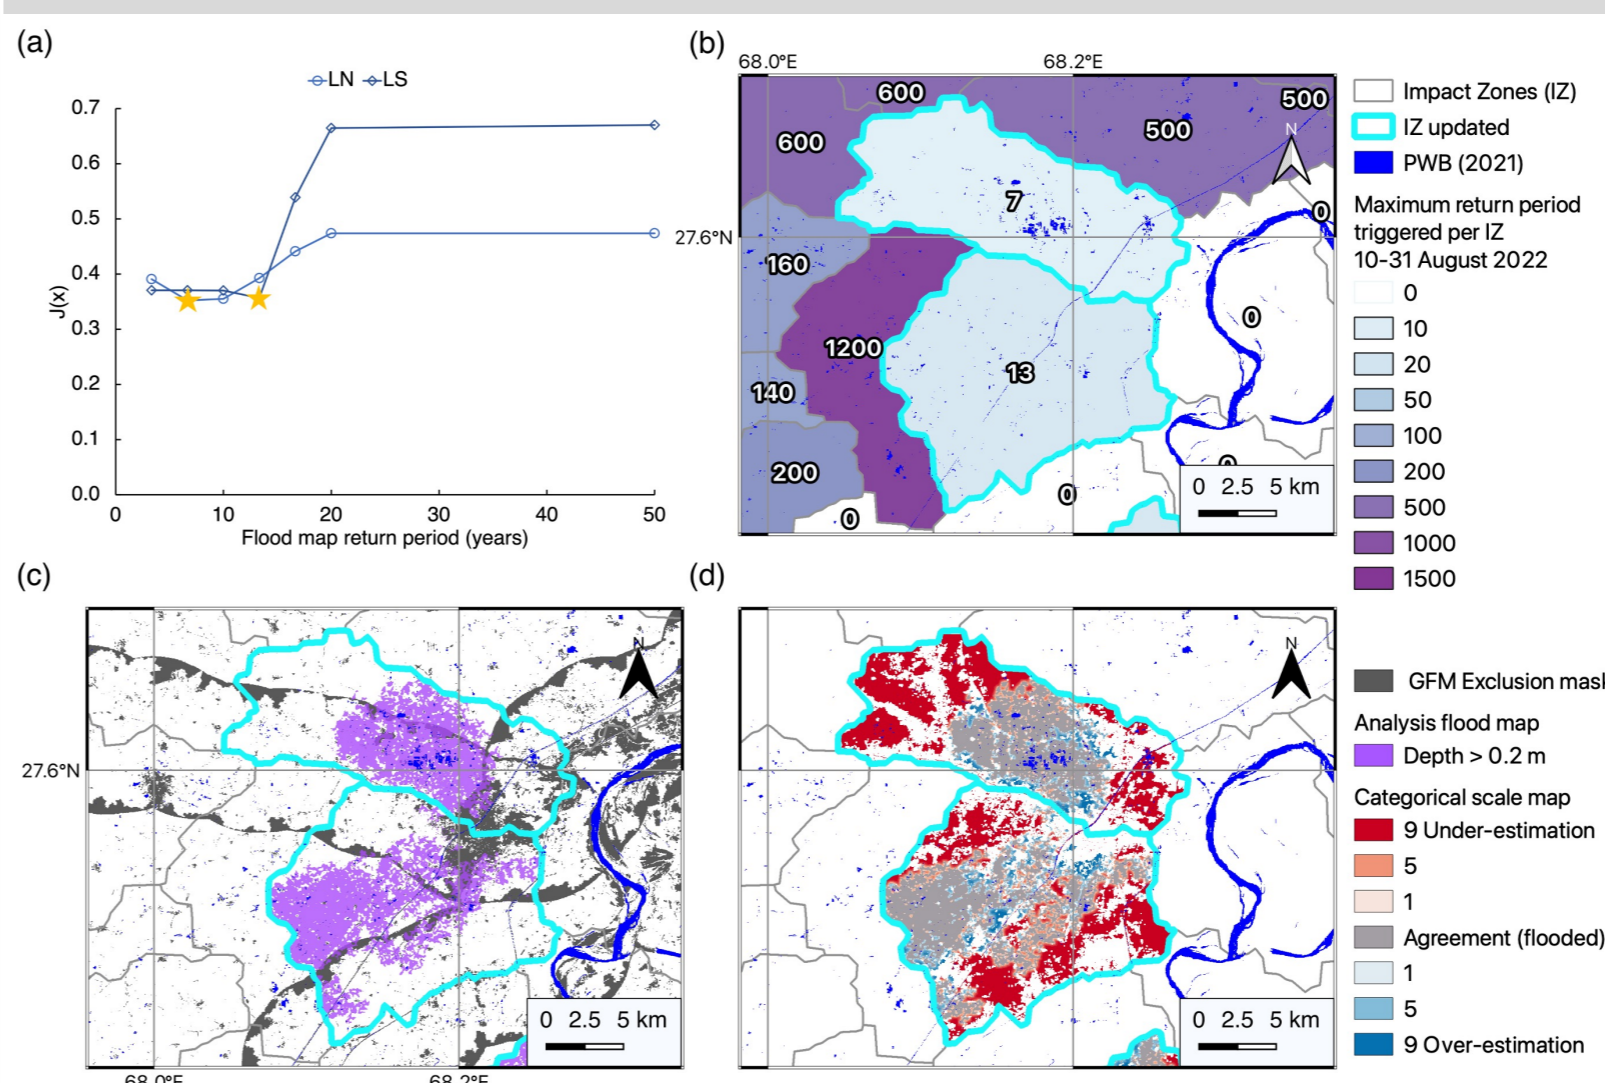 (a)
LN LS
0.7
0.6
0.5
0.4
0.3
0.2
0.1
0.0
J(x)
0 10 20 30 40 50
Flood map return period (years)
(b)
68.0°E 68.2°E
27.6°N
600
500
600
500
7
0
160
0
1200
13
140
200
0
0
0
N
0 2.5 5 km
Impact Zones (IZ)
IZ updated
PWB (2021)
Maximum return period
triggered per IZ
10-31 August 2022
0
10
20
50
100
200
500
1000
1500
(c)
27.6°N
N
0 2.5 5 km
68.0°E 68.2°E
(d)
N
0 2.5 5 km
GFM Exclusion mask
Analysis flood map
Depth > 0.2 m
Categorical scale map
9 Under-estimation
5
1
Agreement (flooded)
1
5
9 Over-estimation